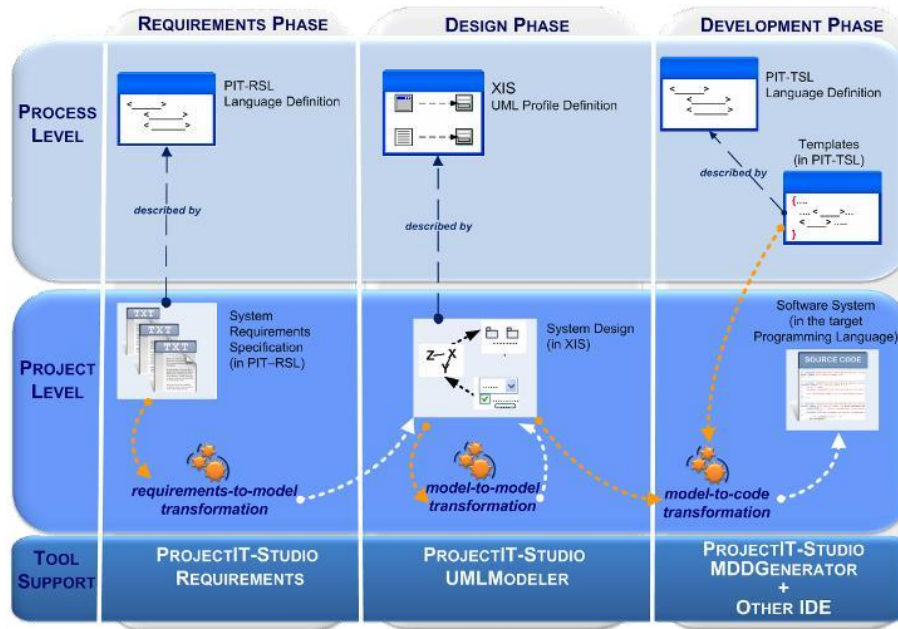 REQUIREMENTS PHASE
DESIGN PHASE
DEVELOPMENT PHASE
PROCESS
LEVEL
PIT-RSL
Language Definition
described by
XIS
UML Profile Definition
described by
PIT-TSL
Language Definition
described by
Templates
(in PIT-TSL)
{....
.... < ____>...
< ____> .....
}
PROJECT
LEVEL
TXT
TXT
TXT
System
Requirements
Specification
(in PIT–RSL)
requirements-to-model
transformation
Z
X
Y
System Design
(in XIS)
model-to-model
transformation
Software System
(in the target
Programming Language)
SOURCE CODE
model-to-code
transformation
TOOL
SUPPORT
PROJECTIT-STUDIO
REQUIREMENTS
PROJECTIT-STUDIO
UMLMODELER
PROJECTIT-STUDIO
MDDGENERATOR
+
OTHER IDE